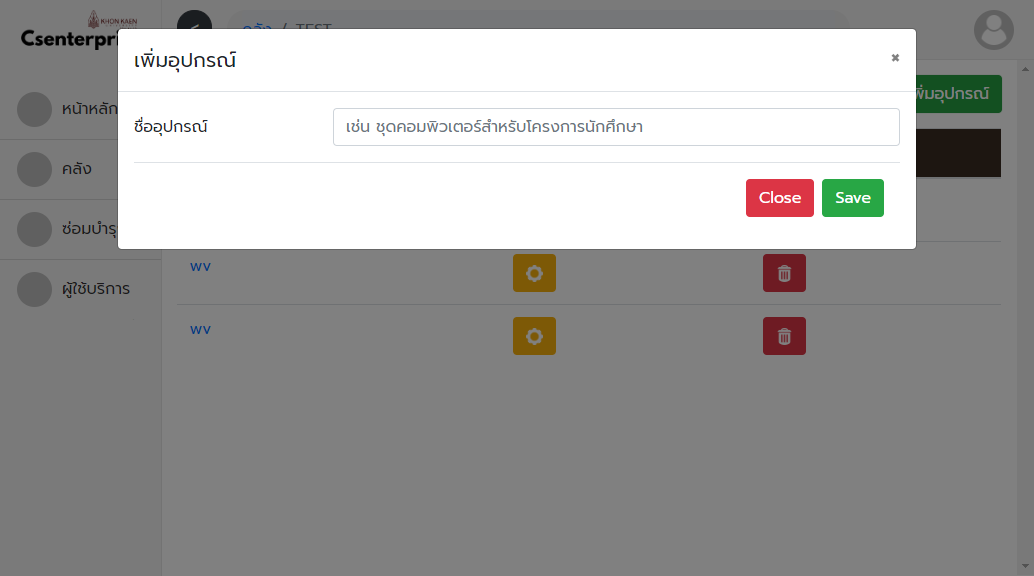 KHON KAEN
Csenterpri
<
คลัง / TEST
เพิ่มอุปกรณ์
×
ชื่ออุปกรณ์
เช่น ชุดคอมพิวเตอร์สำหรับโครงการนักศึกษา
Close
Save
หน้าหลัก
คลัง
ซ่อมบำรุ
ผู้ใช้บริการ
พิ่มอุปกรณ์
wv
wv